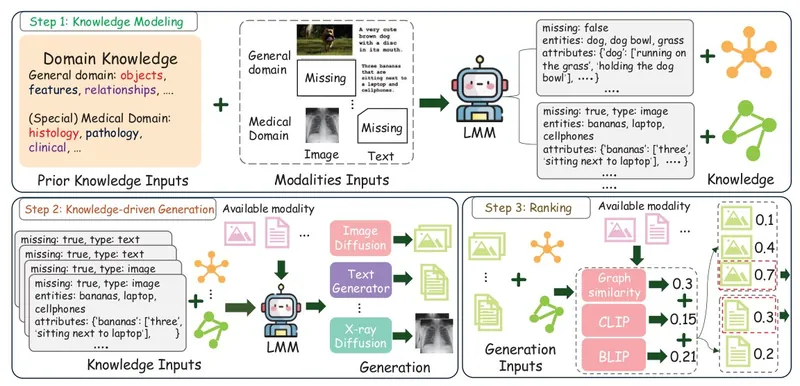 Step 1: Knowledge Modeling
Domain Knowledge
General domain: objects,
features, relationships, ....
(Special) Medical Domain:
histology, pathology,
clinical, ...
Prior Knowledge Inputs
General
domain
A very cute
brown dog
with a disc
in its mouth.
Missing
Three bananas
that are
sitting next to
a laptop and
cellphones.
Medical
Domain
Missing
Image
Text
Modalities Inputs
LMM
missing: false
entities: dog, dog bowl, grass
attributes: {'dog': ['running on
the grass', 'holding the dog
bowl'], ....}
....
missing: true, type: image
entities: bananas, laptop,
cellphones
attributes: {'bananas': ['three',
'sitting next to laptop'], ....}
....
....
Knowledge
Step 2: Knowledge-driven Generation
Available modality
...
missing: true, type: text
missing: true, type: text
missing: true, type: image
missing: true, type: image
entities: bananas, laptop,
cellphones
attributes: {'bananas': ['three',
'sitting next to laptop'], }
....
Knowledge Inputs
...
LMM
Image
Diffusion
Text
Generator
...
X-ray
Diffusion
Generation
Step 3: Ranking
Available modality
...
...
Generation
Inputs
Graph
similarity
0.3
CLIP
0.15
BLIP
0.21
0.1
0.4
0.7
0.3
0.2